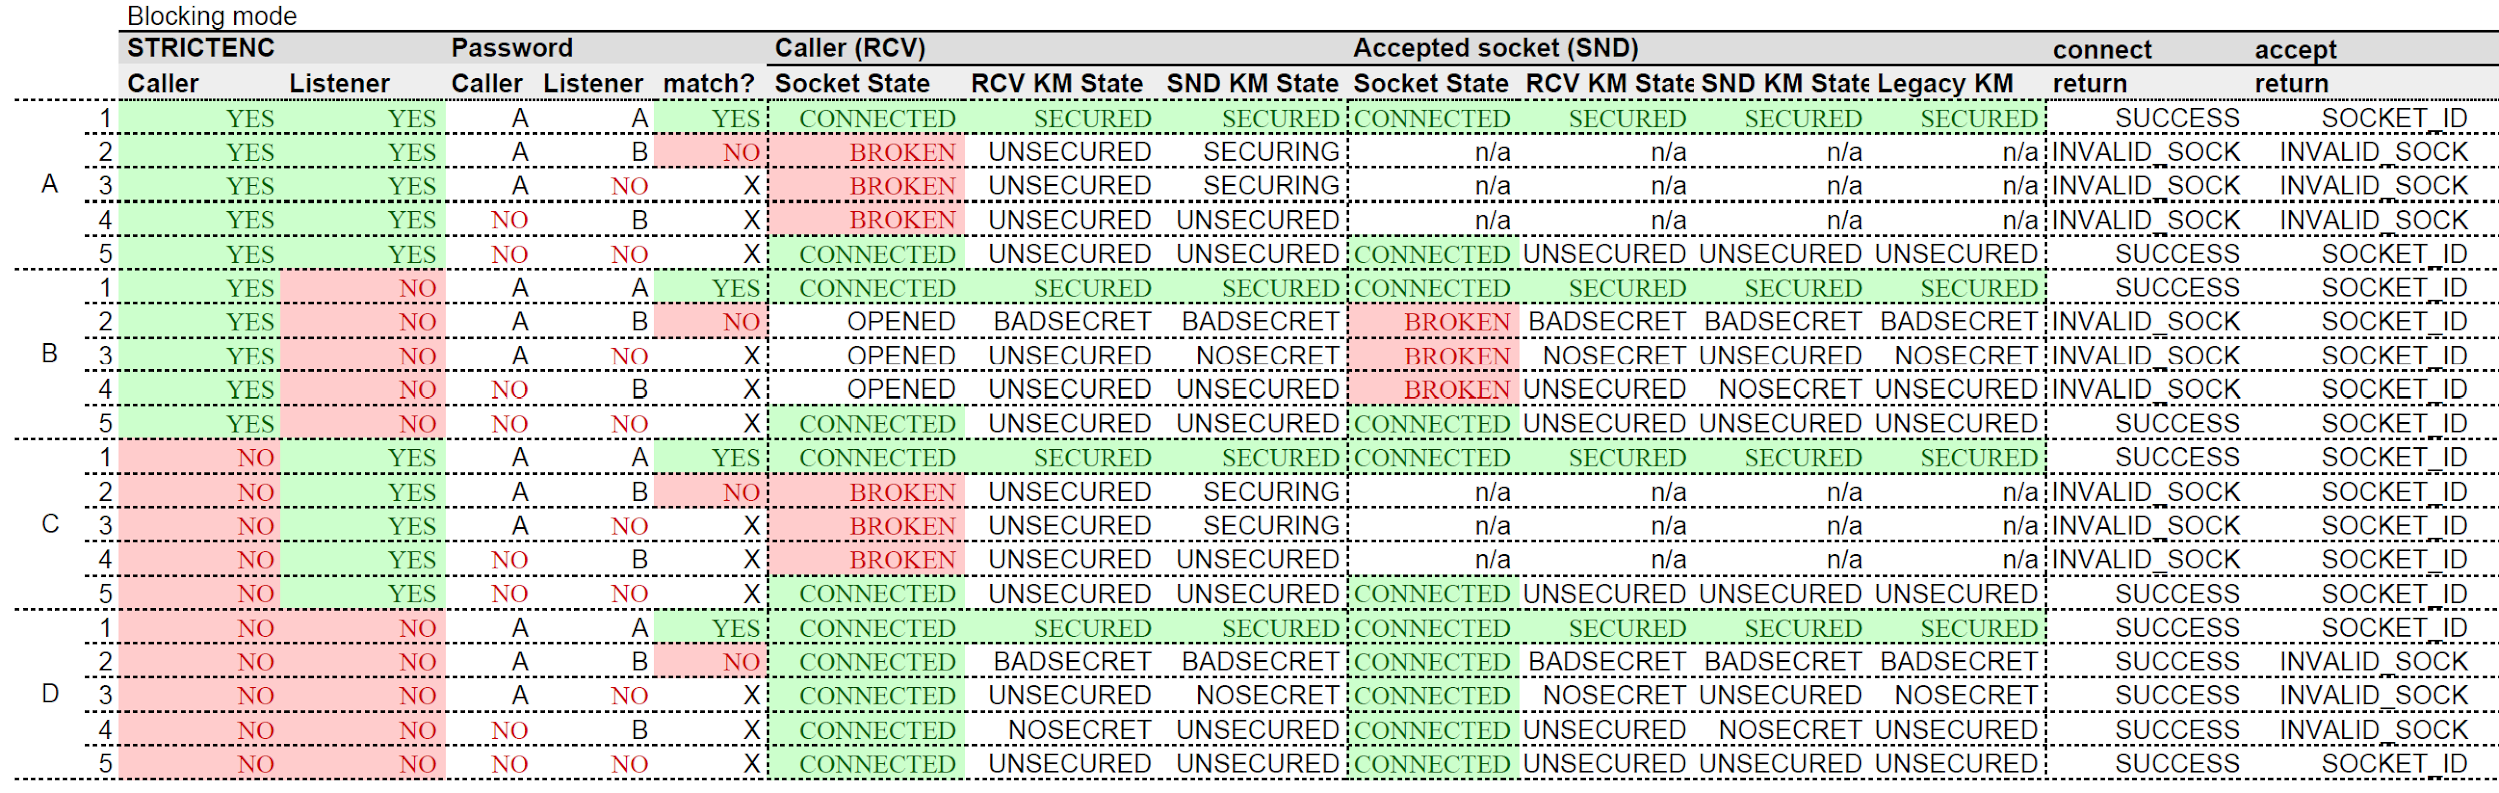 Blocking mode
STRICTENC Password Caller (RCV) Accepted socket (SND) connect accept
Caller Listener Caller Listener match? Socket State RCV KM State SND KM State Socket State RCV KM State SND KM State Legacy KM return return
1 YES YES A A YES CONNECTED SECURED SECURED CONNECTED SECURED SECURED SECURED SUCCESS SOCKET_ID
2 YES YES A B NO BROKEN UNSECURED SECURING n/a n/a n/a n/a INVALID_SOCK INVALID_SOCK
A 3 YES YES A NO X BROKEN UNSECURED SECURING n/a n/a n/a n/a INVALID_SOCK INVALID_SOCK
4 YES YES NO B X BROKEN UNSECURED UNSECURED n/a n/a n/a n/a INVALID_SOCK INVALID_SOCK
5 YES YES NO NO X CONNECTED UNSECURED UNSECURED CONNECTED UNSECURED UNSECURED UNSECURED SUCCESS SOCKET_ID
1 YES NO A A YES CONNECTED SECURED SECURED CONNECTED SECURED SECURED SECURED SUCCESS SOCKET_ID
2 YES NO A B NO OPENED BADSECRET BADSECRET BROKEN BADSECRET BADSECRET BADSECRET INVALID_SOCK SOCKET_ID
B 3 YES NO A NO X OPENED UNSECURED NOSECRET BROKEN NOSECRET UNSECURED NOSECRET INVALID_SOCK SOCKET_ID
4 YES NO NO B X OPENED UNSECURED UNSECURED BROKEN UNSECURED NOSECRET UNSECURED INVALID_SOCK SOCKET_ID
5 YES NO NO NO X CONNECTED UNSECURED UNSECURED CONNECTED UNSECURED UNSECURED UNSECURED SUCCESS SOCKET_ID
1 NO YES A A YES CONNECTED SECURED SECURED CONNECTED SECURED SECURED SECURED SUCCESS SOCKET_ID
2 NO YES A B NO BROKEN UNSECURED SECURING n/a n/a n/a n/a INVALID_SOCK SOCKET_ID
C 3 NO YES A NO X BROKEN UNSECURED SECURING n/a n/a n/a n/a INVALID_SOCK SOCKET_ID
4 NO YES NO B X BROKEN UNSECURED UNSECURED n/a n/a n/a n/a INVALID_SOCK SOCKET_ID
5 NO YES NO NO X CONNECTED UNSECURED UNSECURED CONNECTED UNSECURED UNSECURED UNSECURED SUCCESS SOCKET_ID
1 NO NO A A YES CONNECTED SECURED SECURED CONNECTED SECURED SECURED SECURED SUCCESS SOCKET_ID
2 NO NO A B NO CONNECTED BADSECRET BADSECRET CONNECTED BADSECRET BADSECRET BADSECRET SUCCESS INVALID_SOCK
D 3 NO NO A NO X CONNECTED UNSECURED NOSECRET CONNECTED NOSECRET UNSECURED NOSECRET SUCCESS INVALID_SOCK
4 NO NO NO B X CONNECTED NOSECRET UNSECURED CONNECTED UNSECURED NOSECRET UNSECURED SUCCESS INVALID_SOCK
5 NO NO NO NO X CONNECTED UNSECURED UNSECURED CONNECTED UNSECURED UNSECURED UNSECURED SUCCESS SOCKET_ID